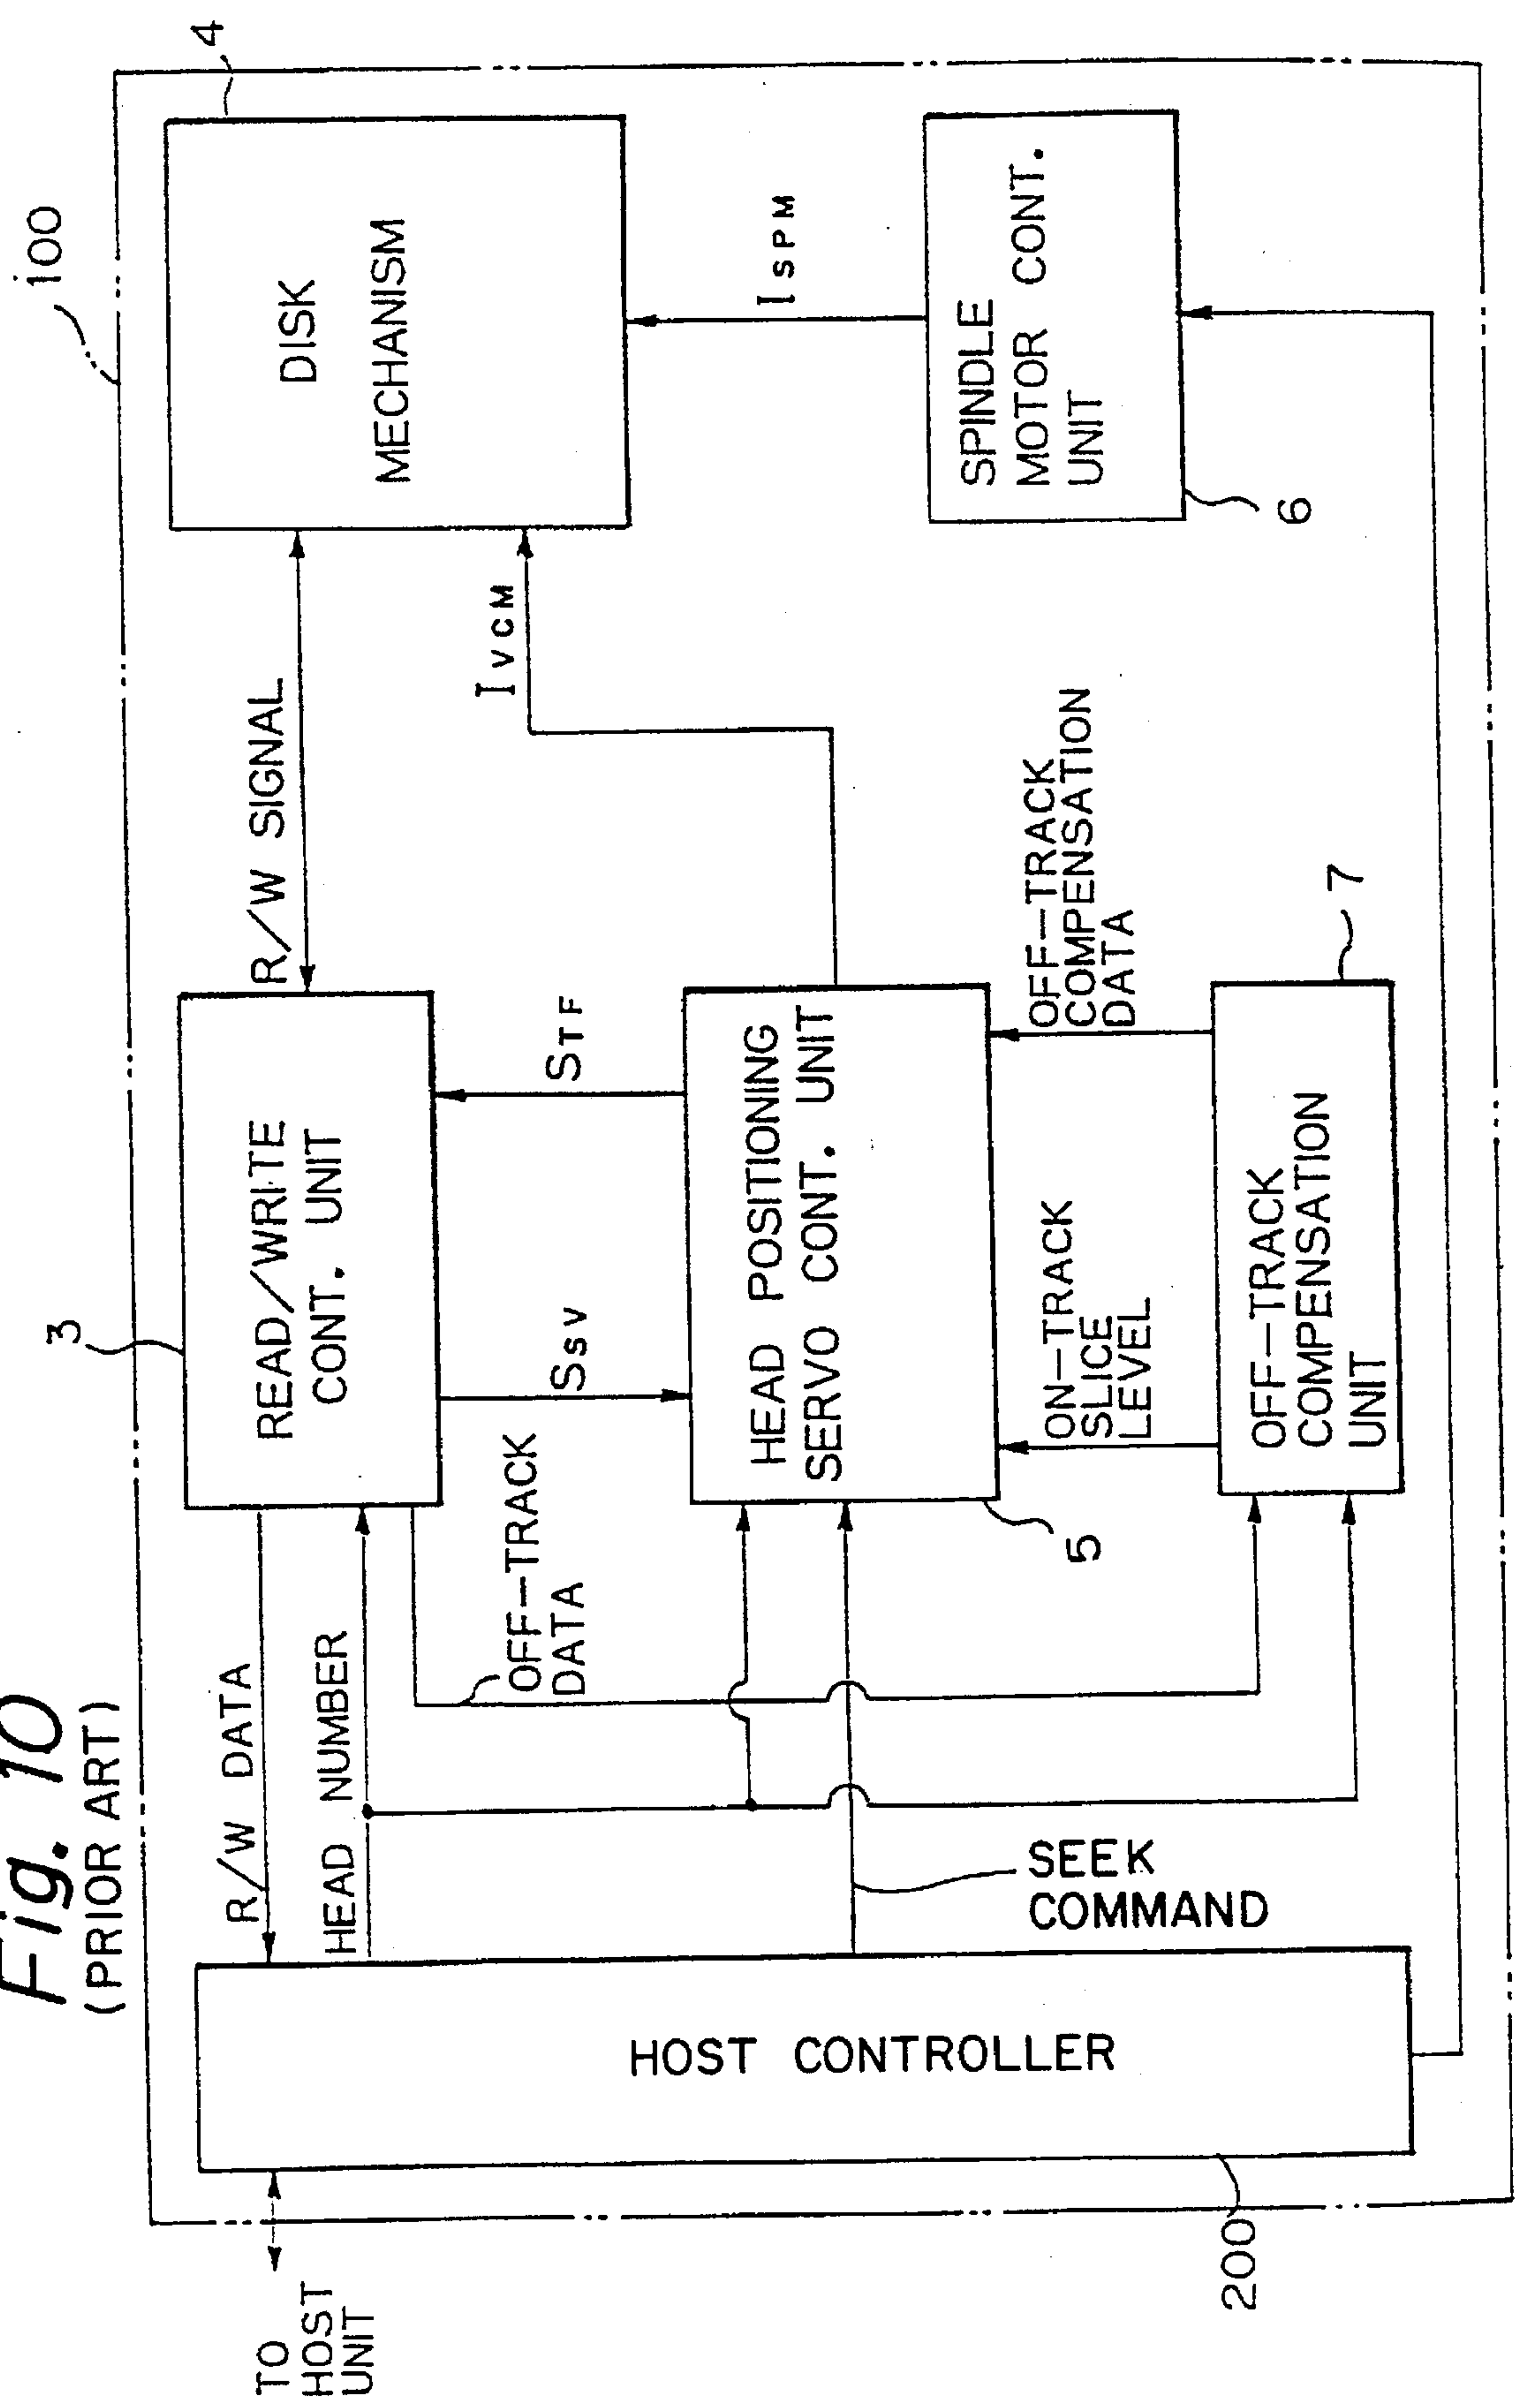 Fig. 10
(PRIOR ART)
100
3
4
R/W DATA
HEAD NUMBER
READ/WRITE
CONT. UNIT
R/W SIGNAL
DISK
MECHANISM
OFF-TRACK
DATA
SSV
STF
IVCM
ISPM
TO
HOST
UNIT
HOST CONTROLLER
200
SEEK
COMMAND
HEAD POSITIONING
SERVO CONT. UNIT
5
ON-TRACK
SLICE
LEVEL
OFF-TRACK
COMPENSATION
DATA
SPINDLE
MOTOR CONT.
UNIT
6
OFF-TRACK
COMPENSATION
UNIT
7